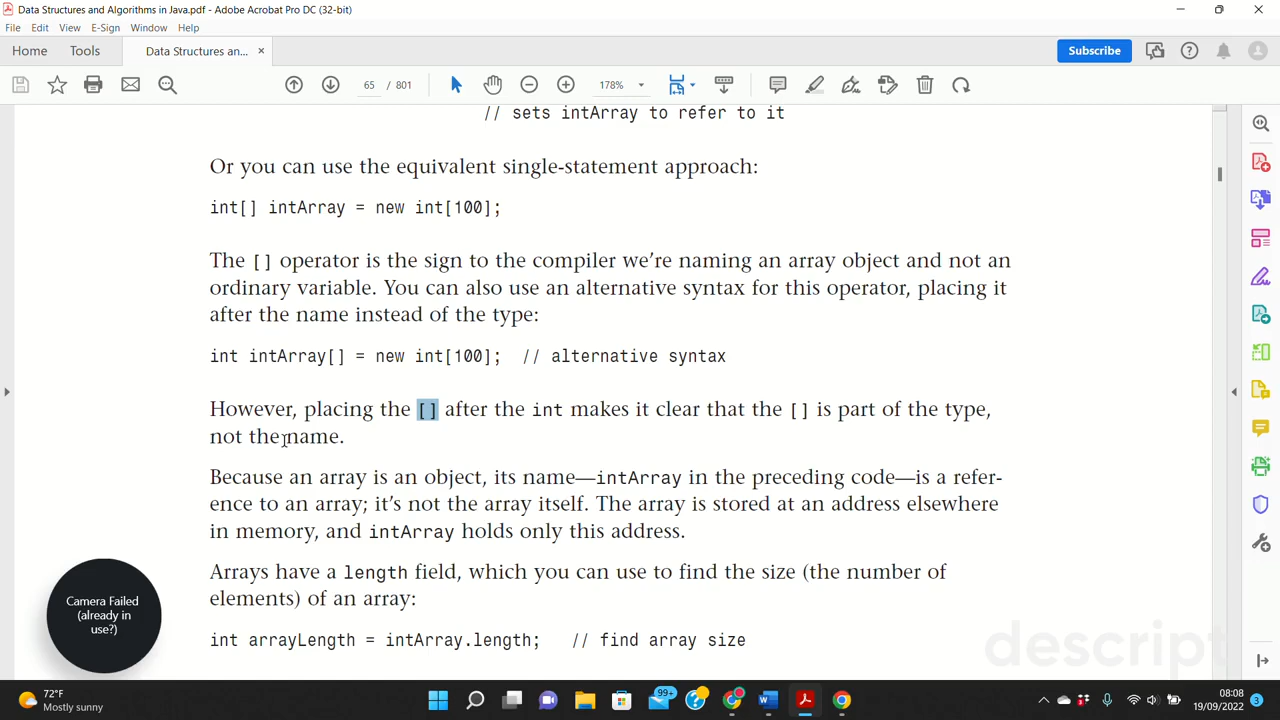 Data Structures and Algorithms in Java.pdf - Adobe Acrobat Pro DC (32-bit)
File Edit View E-Sign Window Help
Home Tools Data Structures an... × Subscribe
65 / 801 178%
// sets intArray to refer to it
Or you can use the equivalent single-statement approach:
int[] intArray = new int[100];
The [] operator is the sign to the compiler we’re naming an array object and not an
ordinary variable. You can also use an alternative syntax for this operator, placing it
after the name instead of the type:
int intArray[] = new int[100]; // alternative syntax
However, placing the [] after the int makes it clear that the [] is part of the type,
not the name.
Because an array is an object, its name—intArray in the preceding code—is a refer-
ence to an array; it’s not the array itself. The array is stored at an address elsewhere
in memory, and intArray holds only this address.
Arrays have a length field, which you can use to find the size (the number of
elements) of an array:
int arrayLength = intArray.length; // find array size
Camera Failed
(already in
use?)
descript
72°F
Mostly sunny
99+
08:08
19/09/2022
3